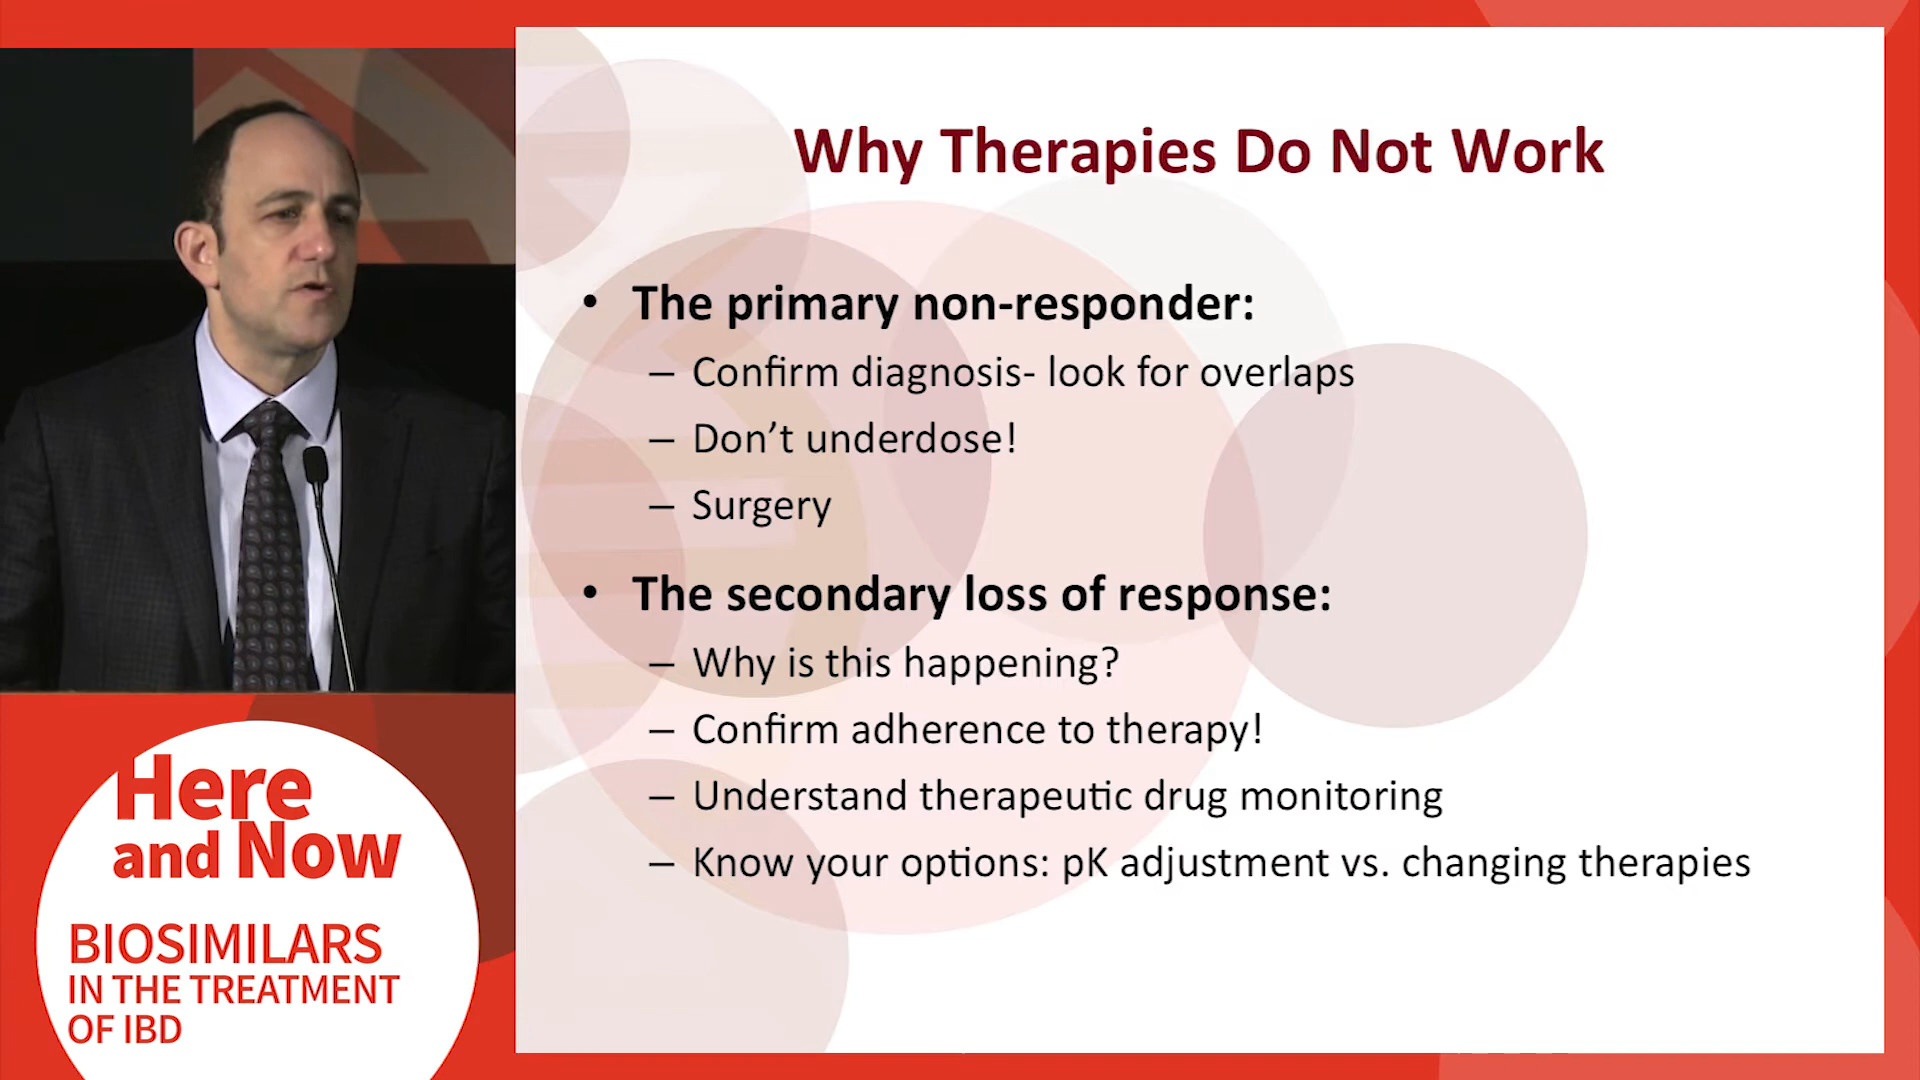 Why Therapies Do Not Work
• The primary non-responder:
– Confirm diagnosis- look for overlaps
– Don’t underdose!
– Surgery
• The secondary loss of response:
– Why is this happening?
– Confirm adherence to therapy!
– Understand therapeutic drug monitoring
– Know your options: pK adjustment vs. changing therapies
Here
and Now
BIOSIMILARS
IN THE TREATMENT
OF IBD